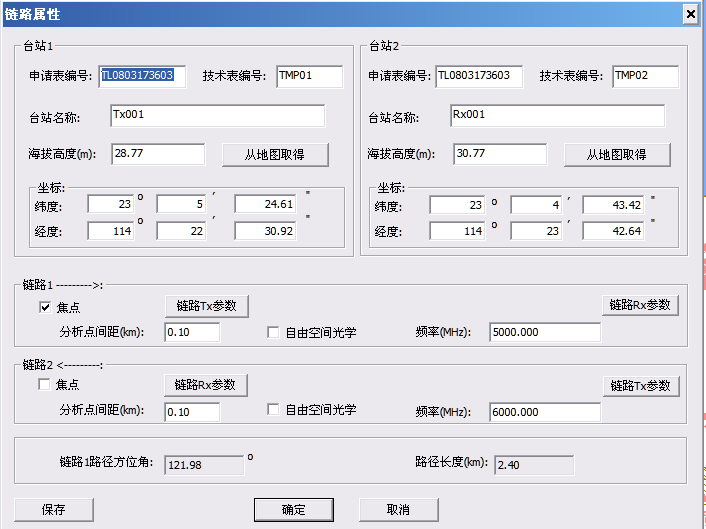 链路属性
台站1
申请表编号: TL0803173603 技术表编号: TMP01
台站名称: Tx001
海拔高度(m): 28.77 从地图取得
坐标:
纬度: 23 ° 5 ′ 24.61 ″
经度: 114 ° 22 ′ 30.92 ″
台站2
申请表编号: TL0803173603 技术表编号: TMP02
台站名称: Rx001
海拔高度(m): 30.77 从地图取得
坐标:
纬度: 23 ° 4 ′ 43.42 ″
经度: 114 ° 23 ′ 42.64 ″
链路1 --------->:
焦点 链路Tx参数 链路Rx参数
分析点间距(km): 0.10 自由空间光学 频率(MHz): 5000.000
链路2 <---------:
焦点 链路Rx参数 链路Tx参数
分析点间距(km): 0.10 自由空间光学 频率(MHz): 6000.000
链路1路径方位角: 121.98 ° 路径长度(km): 2.40
保存 确定 取消